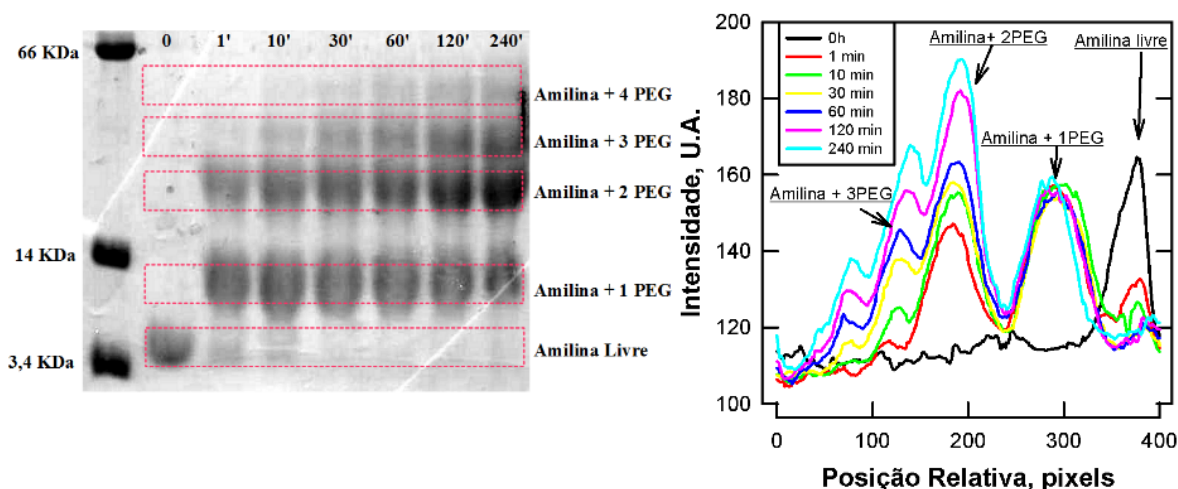 0 1' 10' 30' 60' 120' 240'
66 KDa
14 KDa
3,4 KDa
Amilina + 4 PEG
Amilina + 3 PEG
Amilina + 2 PEG
Amilina + 1 PEG
Amilina Livre
Intensidade, U.A.
200
180
160
140
120
100
0h
1 min
10 min
30 min
60 min
120 min
240 min
Amilina+ 2PEG
Amilina livre
Amilina + 1PEG
Amilina + 3PEG
0 100 200 300 400
Posição Relativa, pixels